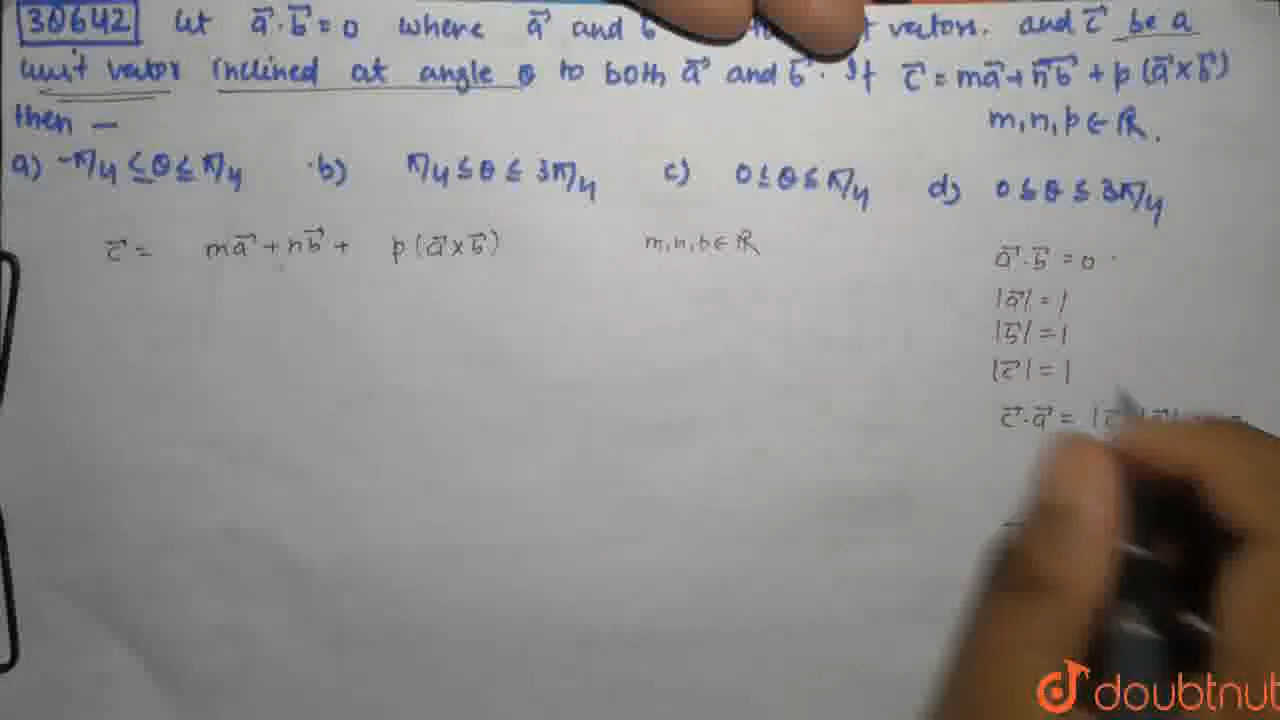 30642 let a⃗.b⃗=0 where a⃗ and b vectors. and c⃗ be a
unit vector inclined at angle θ to both a⃗ and b⃗. If c⃗=ma⃗+nb⃗+p(a⃗×b⃗)
then — m,n,p∈ℝ.
a) -π/4≤θ≤π/4 b) π/4≤θ≤3π/4 c) 0≤θ≤π/4 d) 0≤θ≤3π/4
c⃗= ma⃗+nb⃗+ p(a⃗×b⃗) m,n,p∈ℝ
a⃗.b⃗=0
|a⃗|=1
|b⃗|=1
|c⃗|=1
c⃗.a⃗=
doubtnut